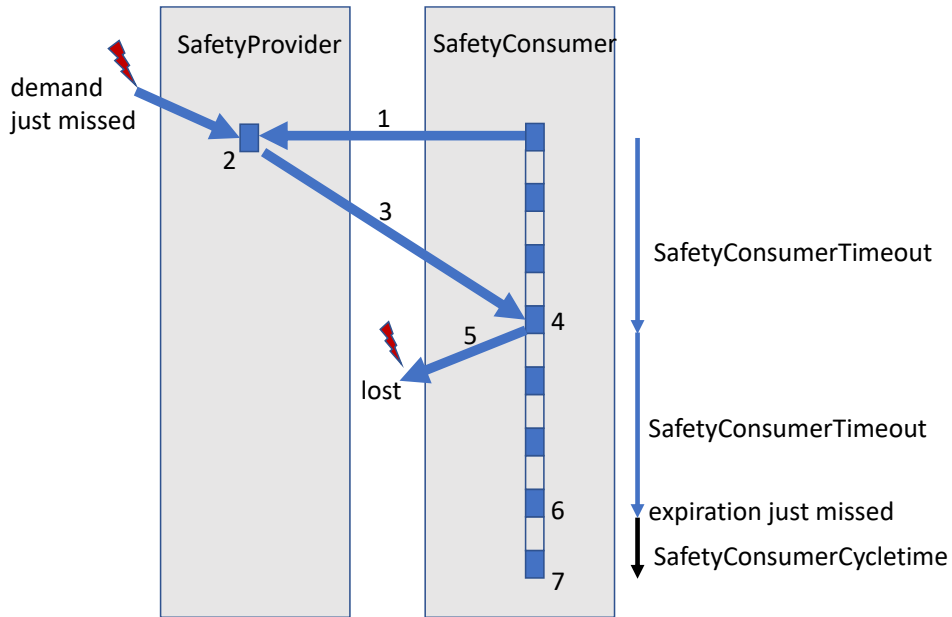 SafetyProvider
SafetyConsumer
demand
just missed
1
2
3
SafetyConsumerTimeout
4
5
lost
SafetyConsumerTimeout
6
expiration just missed
SafetyConsumerCycletime
7